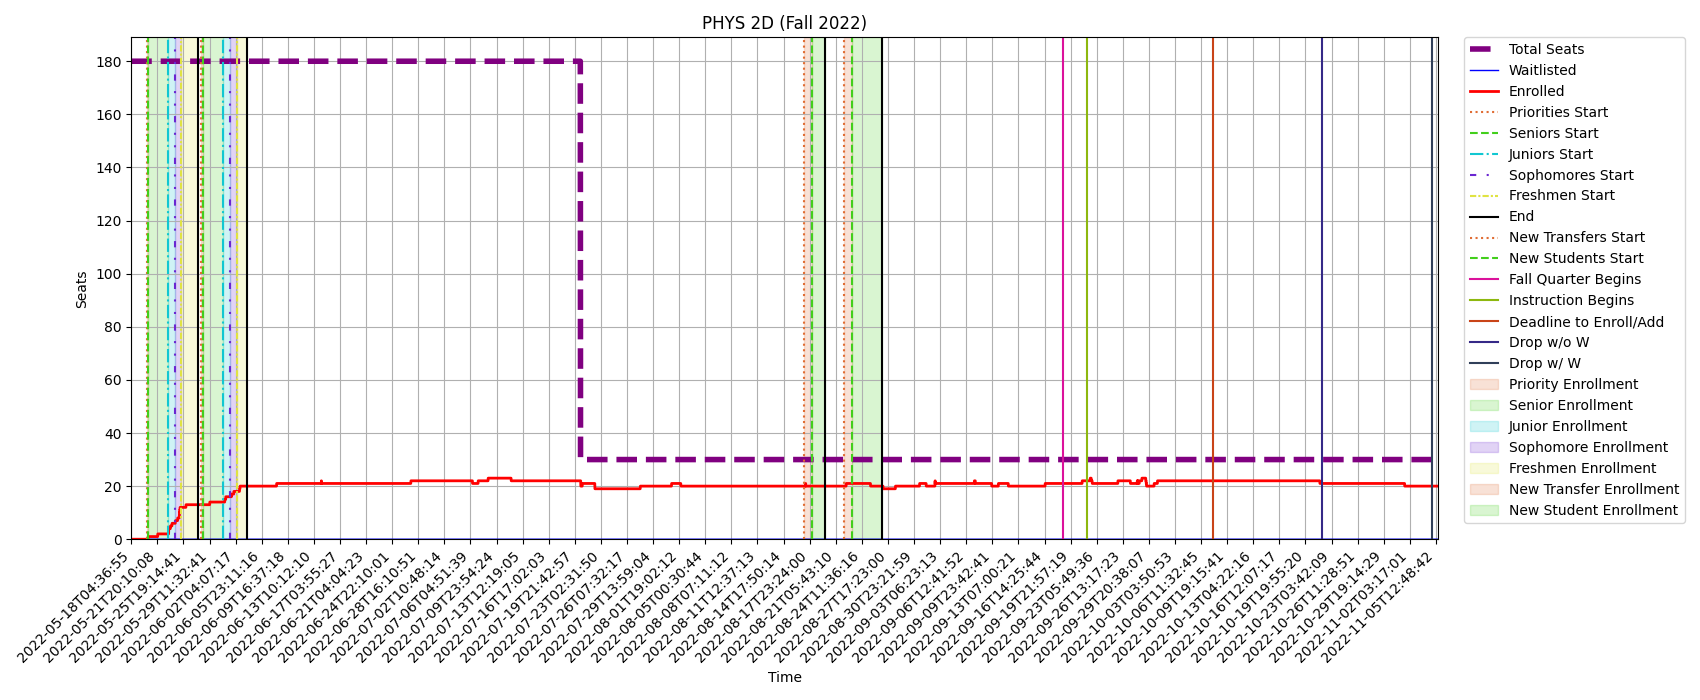 PHYS 2D (Fall 2022)
Seats
180
160
140
120
100
80
60
40
20
0
2022-05-18T04:36:55
2022-05-21T20:10:08
2022-05-25T19:14:41
2022-05-29T11:32:41
2022-06-02T04:07:17
2022-06-05T23:11:16
2022-06-09T16:37:18
2022-06-13T10:12:10
2022-06-17T03:55:27
2022-06-21T04:04:23
2022-06-24T22:10:01
2022-06-28T16:10:51
2022-07-02T10:48:14
2022-07-06T04:51:39
2022-07-09T23:54:24
2022-07-13T12:19:05
2022-07-16T17:02:03
2022-07-19T21:42:57
2022-07-23T02:31:50
2022-07-26T07:32:17
2022-07-29T13:59:04
2022-08-01T19:02:12
2022-08-05T00:30:44
2022-08-08T07:11:12
2022-08-11T12:37:13
2022-08-14T17:50:14
2022-08-17T23:24:00
2022-08-21T05:43:10
2022-08-24T11:36:16
2022-08-27T17:23:00
2022-08-30T23:21:59
2022-09-03T06:23:13
2022-09-06T12:41:52
2022-09-09T23:42:41
2022-09-13T07:00:21
2022-09-16T14:25:44
2022-09-19T21:57:19
2022-09-23T05:49:36
2022-09-26T13:17:23
2022-09-29T20:38:07
2022-10-03T03:50:53
2022-10-06T11:32:45
2022-10-09T19:15:41
2022-10-13T04:22:16
2022-10-16T12:07:17
2022-10-19T19:55:20
2022-10-23T03:42:09
2022-10-26T11:28:51
2022-10-29T19:14:29
2022-11-02T03:17:01
2022-11-05T12:48:42
Time
Total Seats
Waitlisted
Enrolled
Priorities Start
Seniors Start
Juniors Start
Sophomores Start
Freshmen Start
End
New Transfers Start
New Students Start
Fall Quarter Begins
Instruction Begins
Deadline to Enroll/Add
Drop w/o W
Drop w/ W
Priority Enrollment
Senior Enrollment
Junior Enrollment
Sophomore Enrollment
Freshmen Enrollment
New Transfer Enrollment
New Student Enrollment